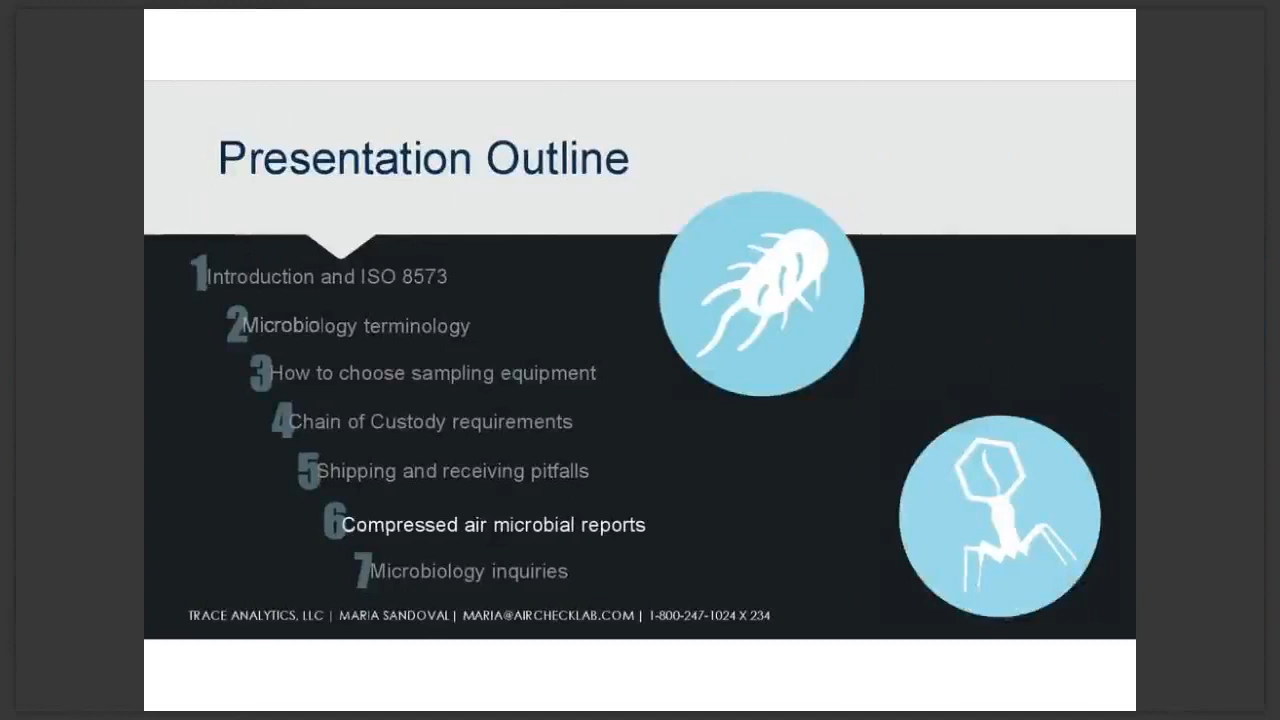 Presentation Outline
1 Introduction and ISO 8573
2 Microbiology terminology
3 How to choose sampling equipment
4 Chain of Custody requirements
5 Shipping and receiving pitfalls
6 Compressed air microbial reports
7 Microbiology inquiries
TRACE ANALYTICS, LLC | MARIA SANDOVAL | MARIA@AIRCHECKLAB.COM | 1-800-247-1024 X 234